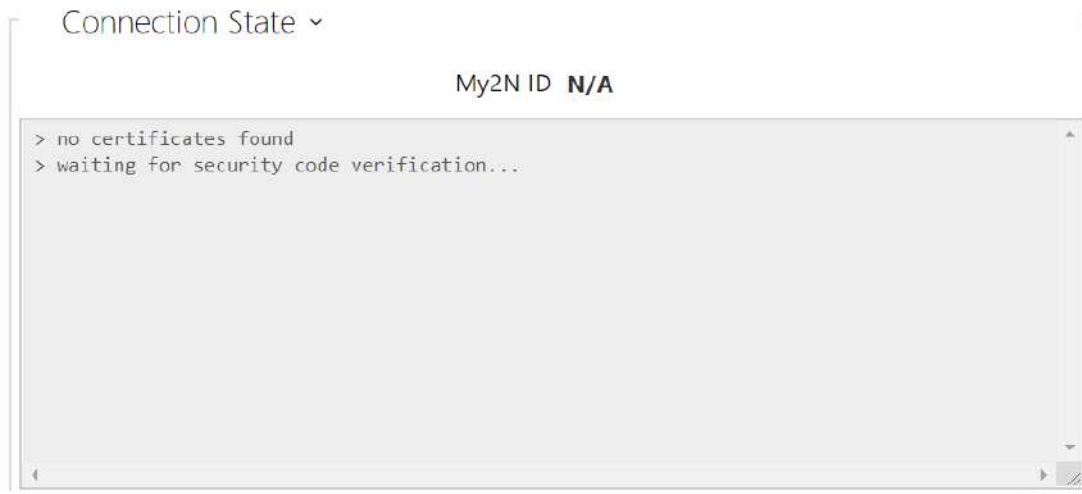 Connection State
My2N ID N/A
> no certificates found
> waiting for security code verification...